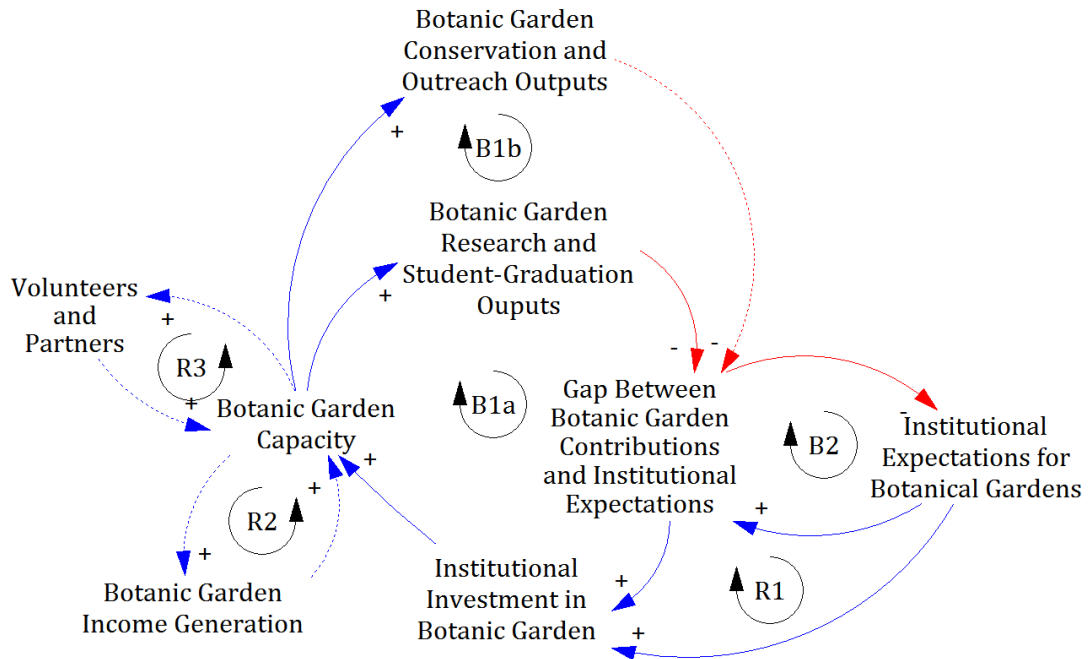 Botanic Garden
Conservation and
Outreach Outputs
+
B1b
Botanic Garden
Research and
Student-Graduation
Ouputs
+
Volunteers
and
Partners
+
R3
+
Botanic Garden
Capacity
B1a
-
-
Gap Between
Botanic Garden
Contributions
and Institutional
Expectations
B2
-
Institutional
Expectations for
Botanical Gardens
+
+
+
R2
+
Botanic Garden
Income Generation
Institutional
Investment in
Botanic Garden
+
+
R1